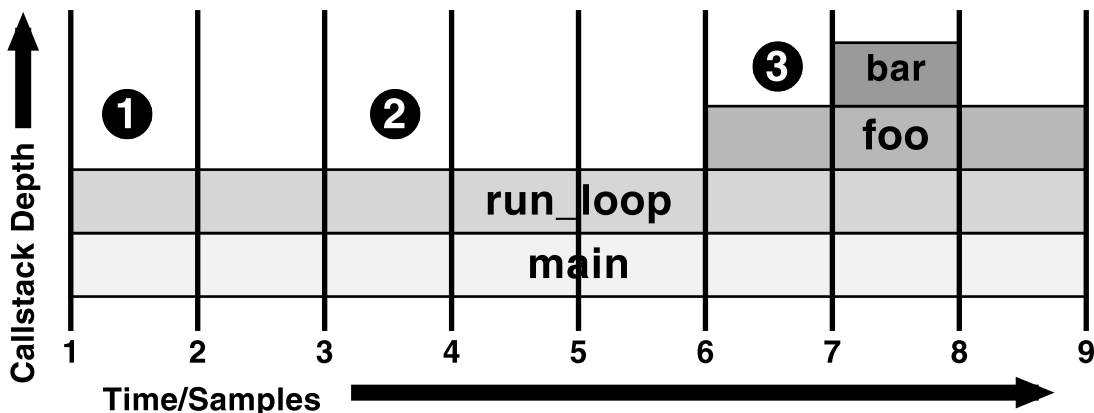 Callstack Depth
3
bar
1
2
foo
run_loop
main
1 2 3 4 5 6 7 8 9
Time/Samples